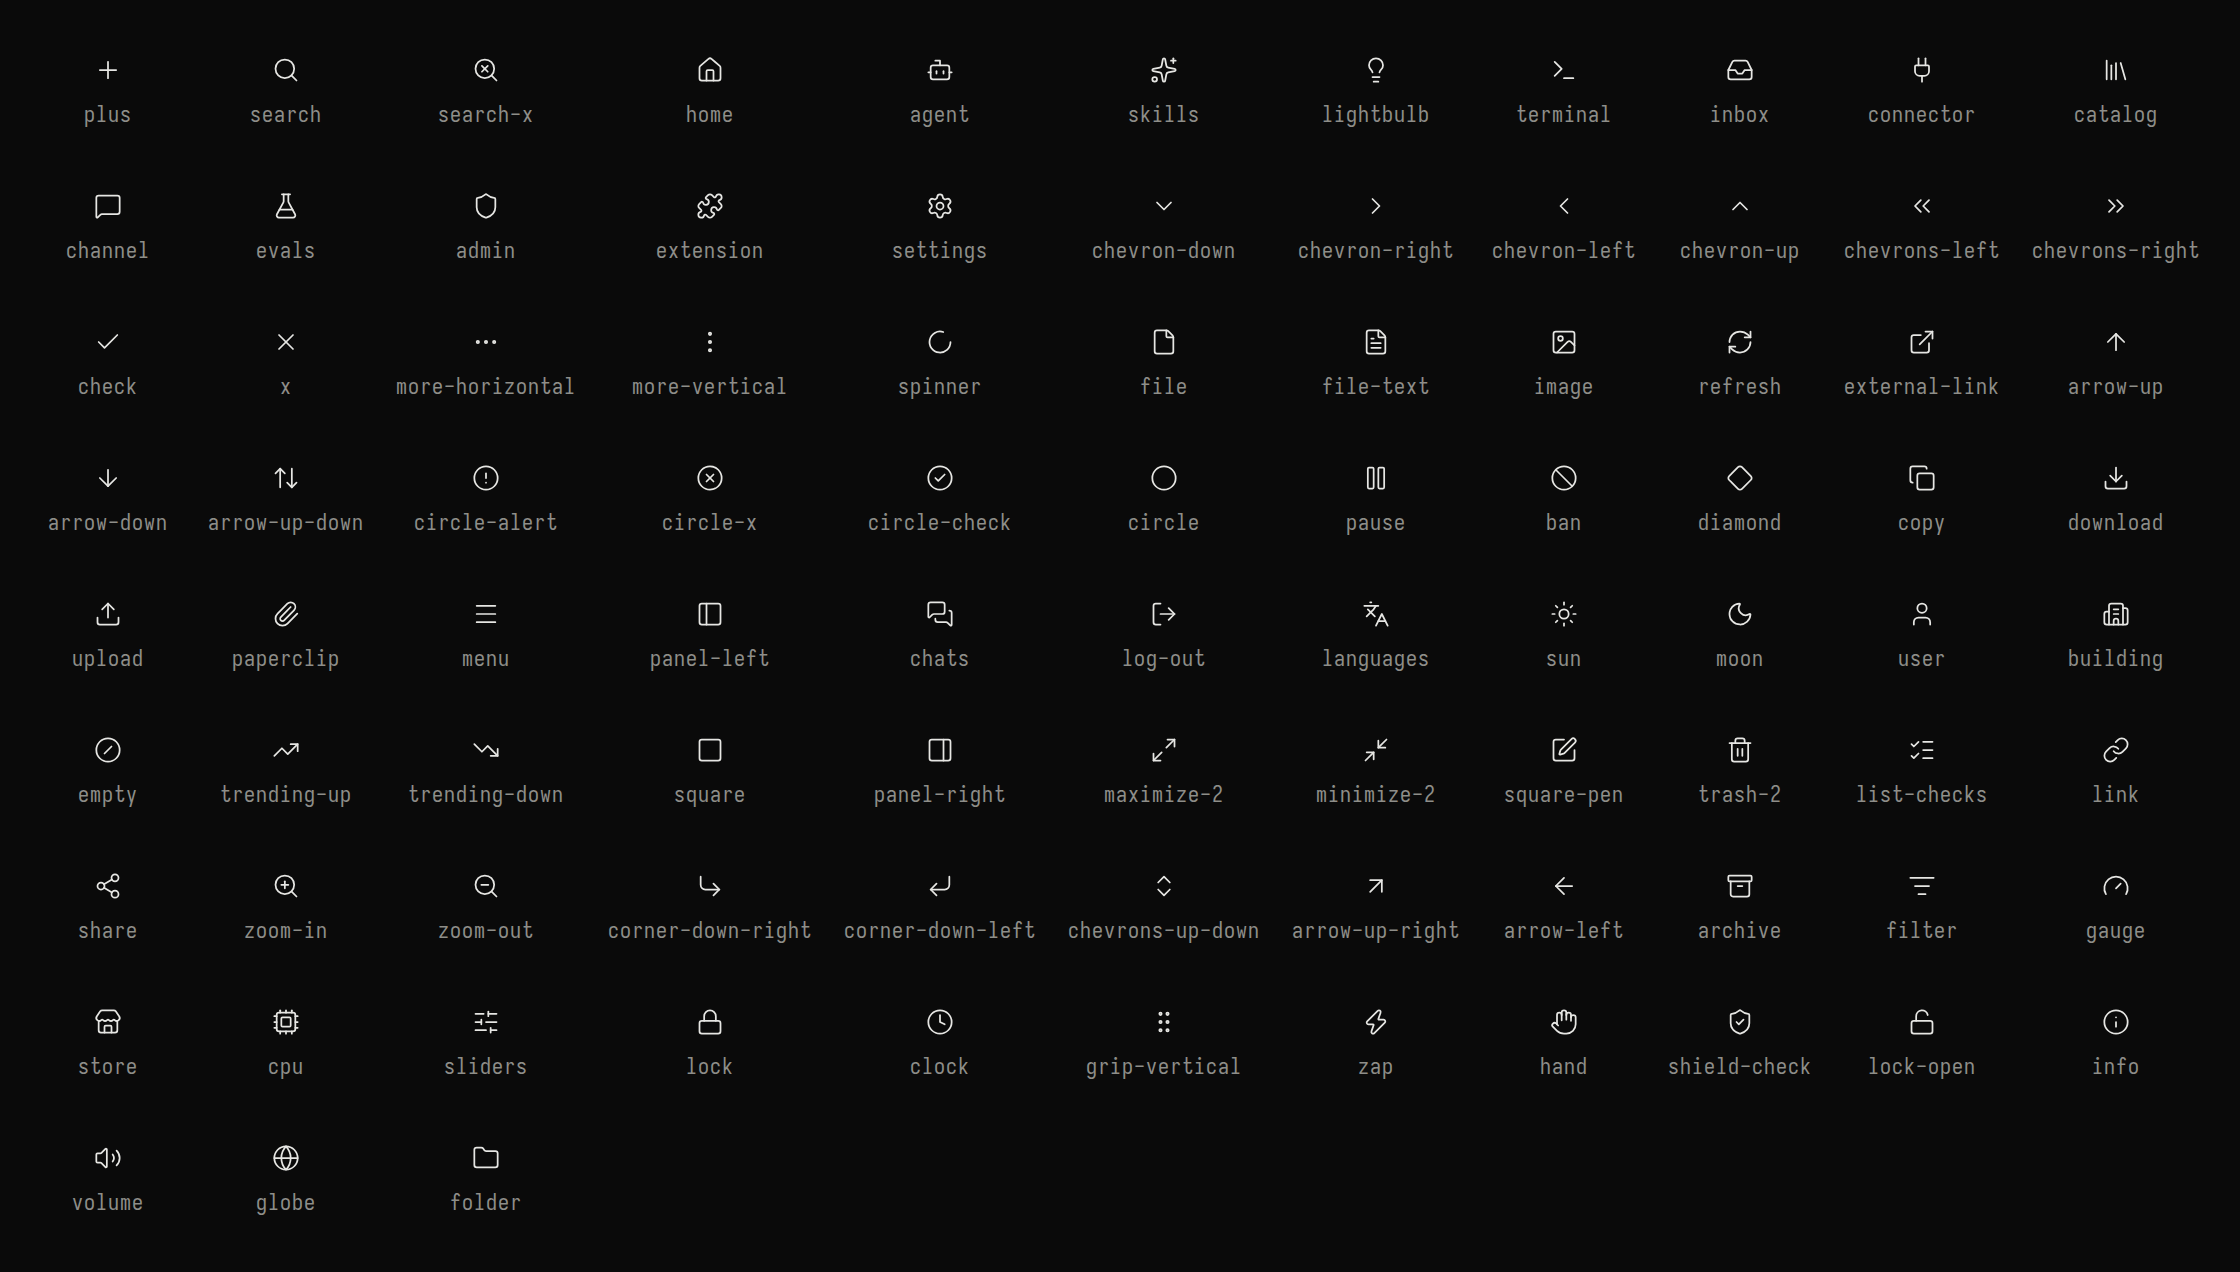 plus search search-x home agent skills lightbulb terminal inbox connector catalog
channel evals admin extension settings chevron-down chevron-right chevron-left chevron-up chevrons-left chevrons-right
check x more-horizontal more-vertical spinner file file-text image refresh external-link arrow-up
arrow-down arrow-up-down circle-alert circle-x circle-check circle pause ban diamond copy download
upload paperclip menu panel-left chats log-out languages sun moon user building
empty trending-up trending-down square panel-right maximize-2 minimize-2 square-pen trash-2 list-checks link
share zoom-in zoom-out corner-down-right corner-down-left chevrons-up-down arrow-up-right arrow-left archive filter gauge
store cpu sliders lock clock grip-vertical zap hand shield-check lock-open info
volume globe folder